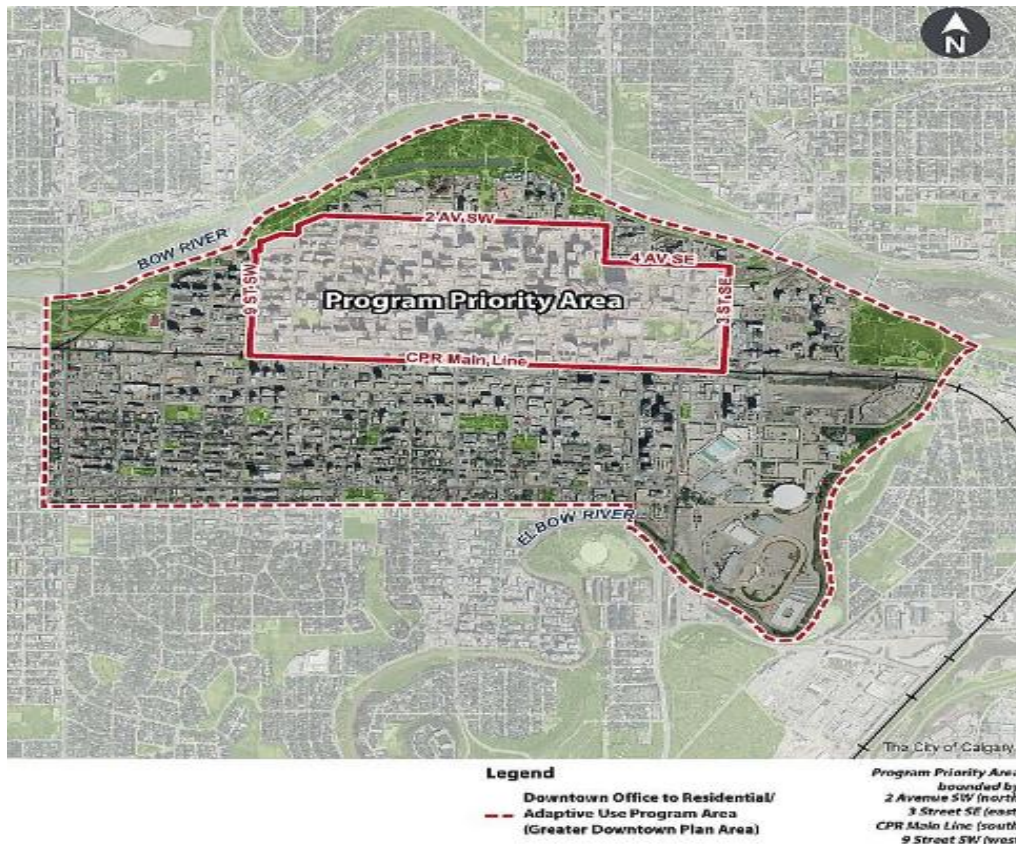 N
2 AV SW
BOW RIVER
4 AV SE
9 ST SW
Program Priority Area
3 ST SE
CPR Main Line
ELBOW RIVER
The City of Calgary
Legend
Downtown Office to Residential/
Adaptive Use Program Area
(Greater Downtown Plan Area)
Program Priority Area
bounded by
2 Avenue SW (north
3 Street SE (east
CPR Main Line (south
9 Street SW (west